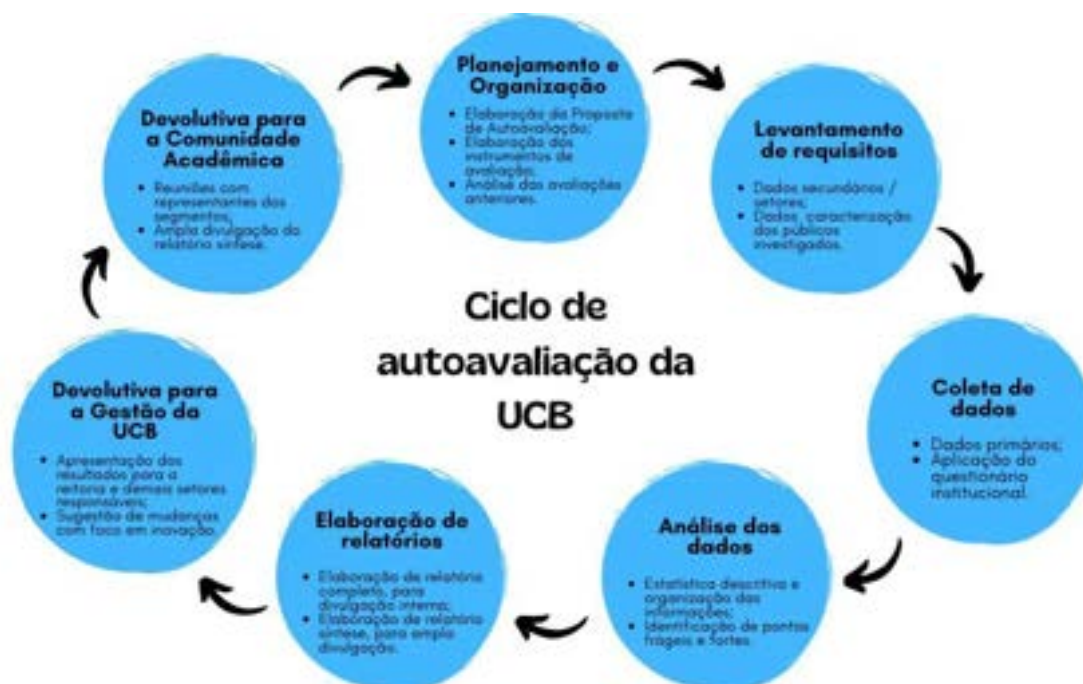 Planejamento e
Organização
• Elaboração da Proposta
de Autoavaliação;
• Elaboração dos
instrumentos de
avaliação;
• Análise das avaliações
anteriores.
Levantamento
de requisitos
• Dados secundários /
setores;
• Dados, caracterização
dos públicos
investigados.
Coleta de
dados
• Dados primários;
• Aplicação do
questionário
institucional.
Análise dos
dados
• Estatística descritiva e
organização das
informações;
• Identificação de pontos
frágeis e fortes.
Elaboração de
relatórios
• Elaboração de relatório
completo, para
divulgação interna;
• Elaboração de relatório
síntese, para ampla
divulgação.
Devolutiva para
a Gestão da
UCB
• Apresentação dos
resultados para a
reitoria e demais setores
responsáveis;
• Sugestão de mudanças
com foco em inovação.
Devolutiva para
a Comunidade
Acadêmica
• Reuniões com
representantes dos
segmentos;
• Ampla divulgação do
relatório síntese.
Ciclo de
autoavaliação da
UCB